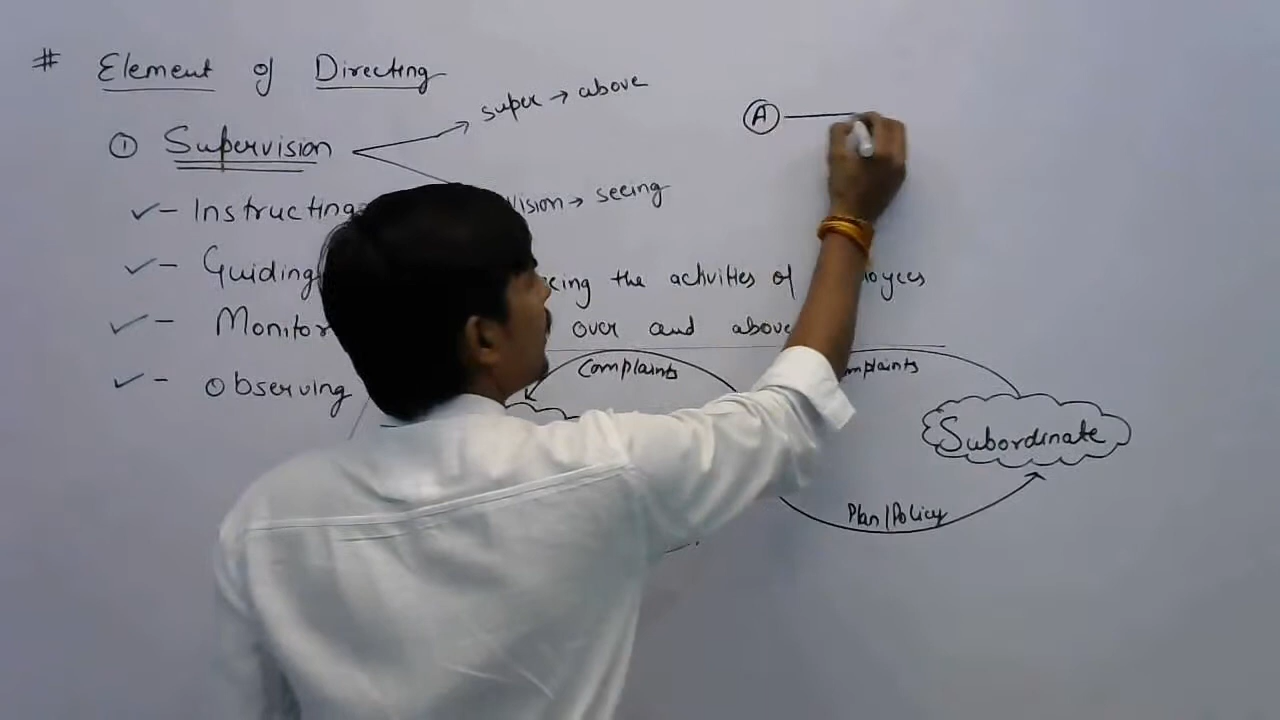 # Element of Directing
① Supervision
super → above
vision → seeing
✓ - Instructing
✓ - Guiding
✓ - Monitor
✓ - Observing
the activities of
over and above
Complaints
Subordinate
Plan/Policy
Ⓐ